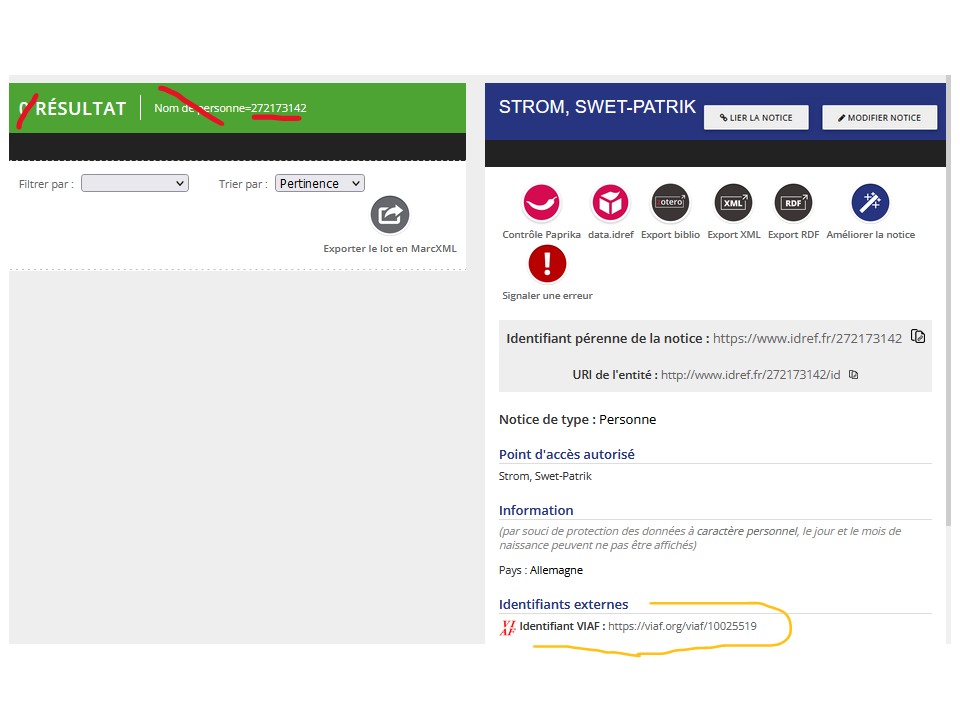 0 RÉSULTAT
Nom de personne=272173142
Filtrer par :
Trier par : Pertinence
Exporter le lot en MarcXML
STROM, SWET-PATRIK
LIER LA NOTICE
MODIFIER NOTICE
zotero
XML
RDF
Contrôle Paprika
data.idref
Export biblio
Export XML
Export RDF
Améliorer la notice
!
Signaler une erreur
Identifiant pérenne de la notice : https://www.idref.fr/272173142
URI de l'entité : http://www.idref.fr/272173142/id
Notice de type : Personne
Point d'accès autorisé
Strom, Swet-Patrik
Information
(par souci de protection des données à caractère personnel, le jour et le mois de
naissance peuvent ne pas être affichés)
Pays : Allemagne
Identifiants externes
VIAF Identifiant VIAF : https://viaf.org/viaf/10025519